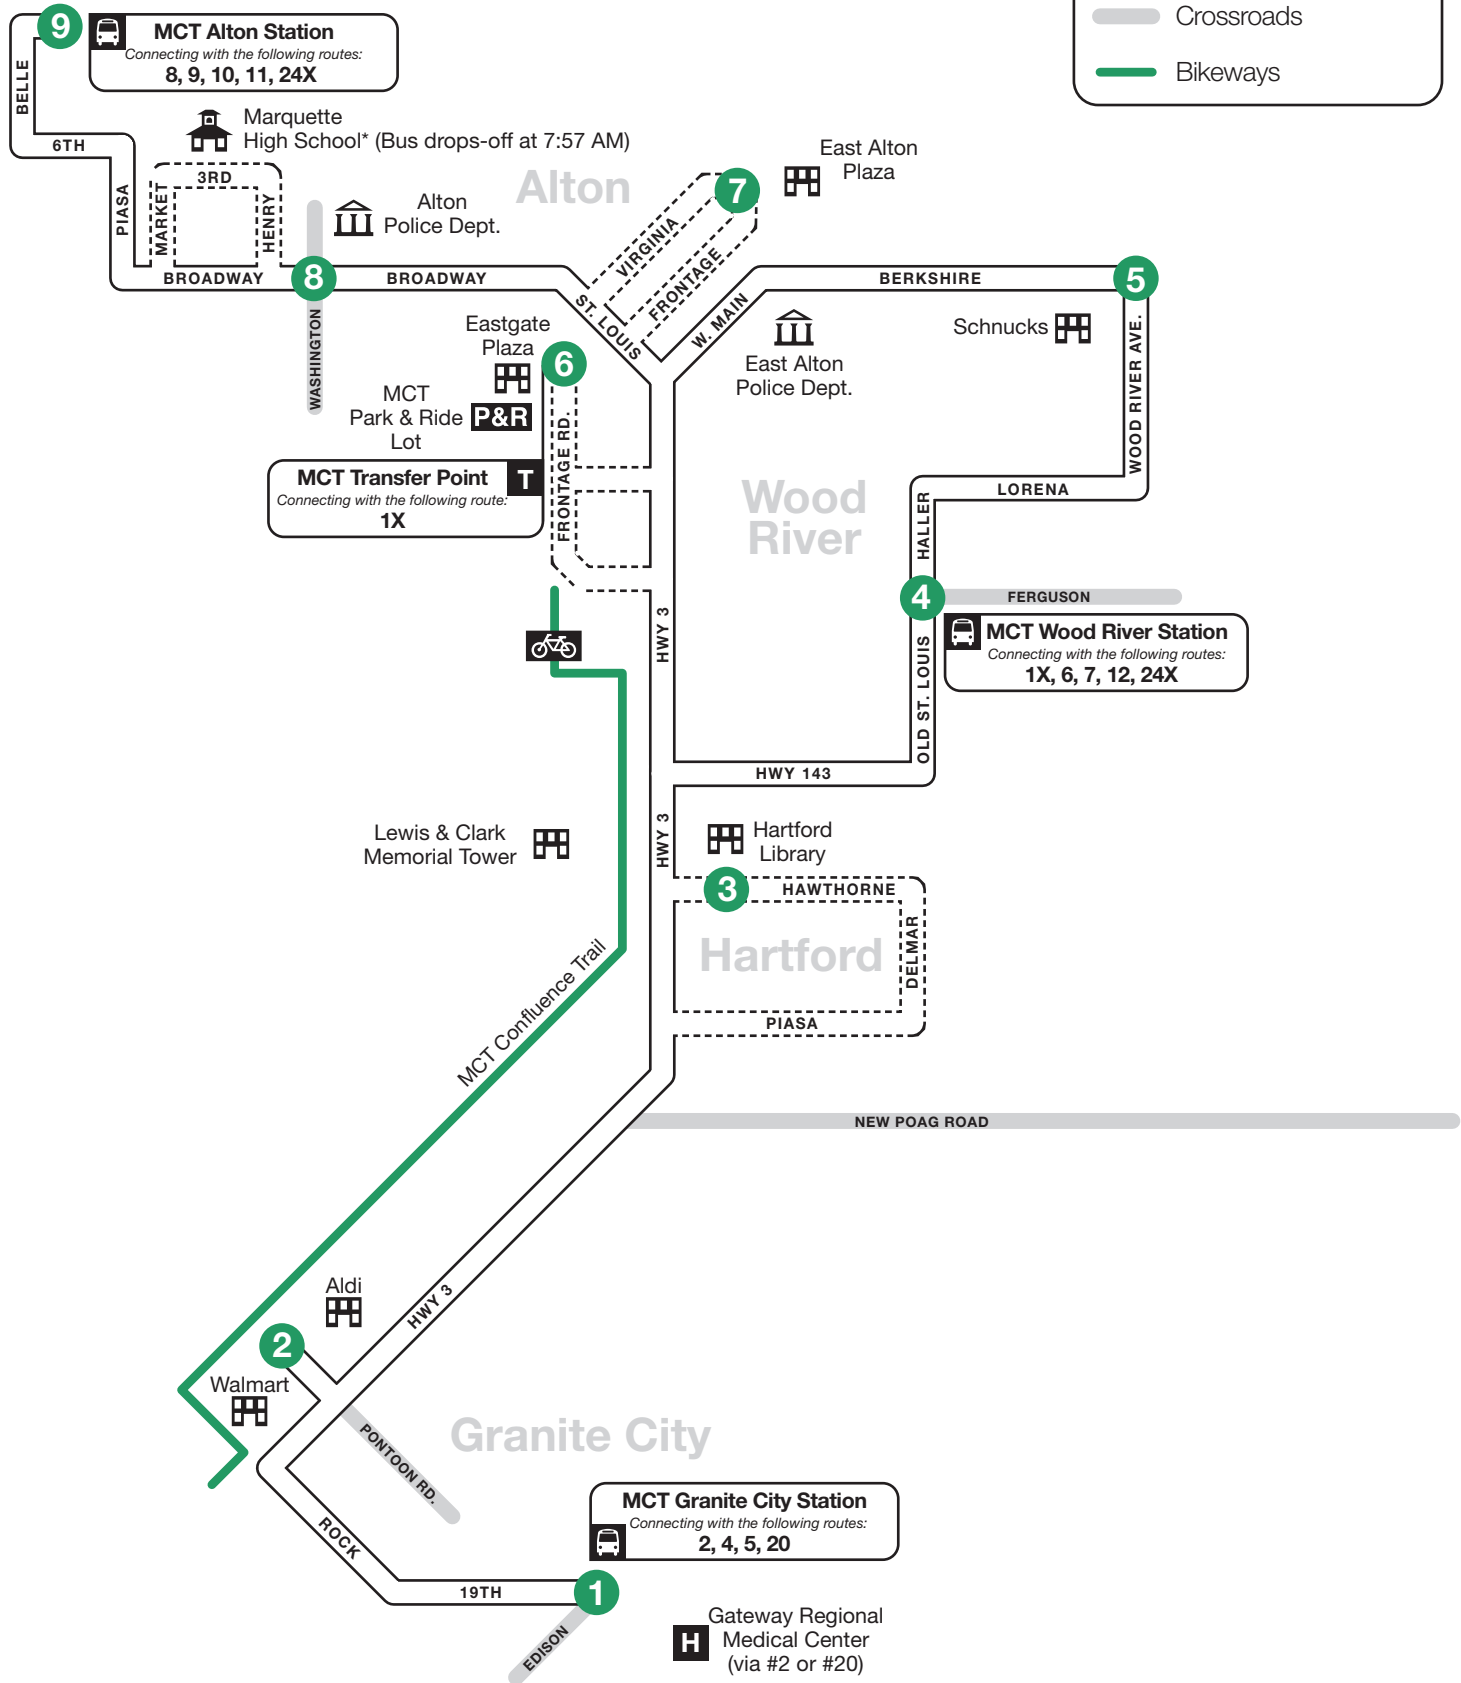 Crossroads
Bikeways
9
MCT Alton Station
Connecting with the following routes:
8, 9, 10, 11, 24X
BELLE
6TH
PIASA
Marquette
High School* (Bus drops-off at 7:57 AM)
3RD
MARKET
HENRY
Alton
Alton
Police Dept.
BROADWAY
8
BROADWAY
WASHINGTON
7
East Alton
Plaza
VIRGINIA
FRONTAGE
ST. LOUIS
W. MAIN
BERKSHIRE
5
East Alton
Police Dept.
Schnucks
WOOD RIVER AVE.
Eastgate
Plaza
6
MCT
Park & Ride
Lot
P&R
MCT Transfer Point
T
Connecting with the following route:
1X
FRONTAGE RD.
Wood
River
LORENA
HALLER
4
FERGUSON
MCT Wood River Station
Connecting with the following routes:
1X, 6, 7, 12, 24X
OLD ST. LOUIS
HWY 3
HWY 143
HWY 3
Lewis & Clark
Memorial Tower
Hartford
Library
3
HAWTHORNE
Hartford
DELMAR
PIASA
MCT Confluence Trail
NEW POAG ROAD
HWY 3
Aldi
2
Walmart
PONTOON RD.
Granite City
ROCK
MCT Granite City Station
Connecting with the following routes:
2, 4, 5, 20
19TH
1
EDISON
H
Gateway Regional
Medical Center
(via #2 or #20)